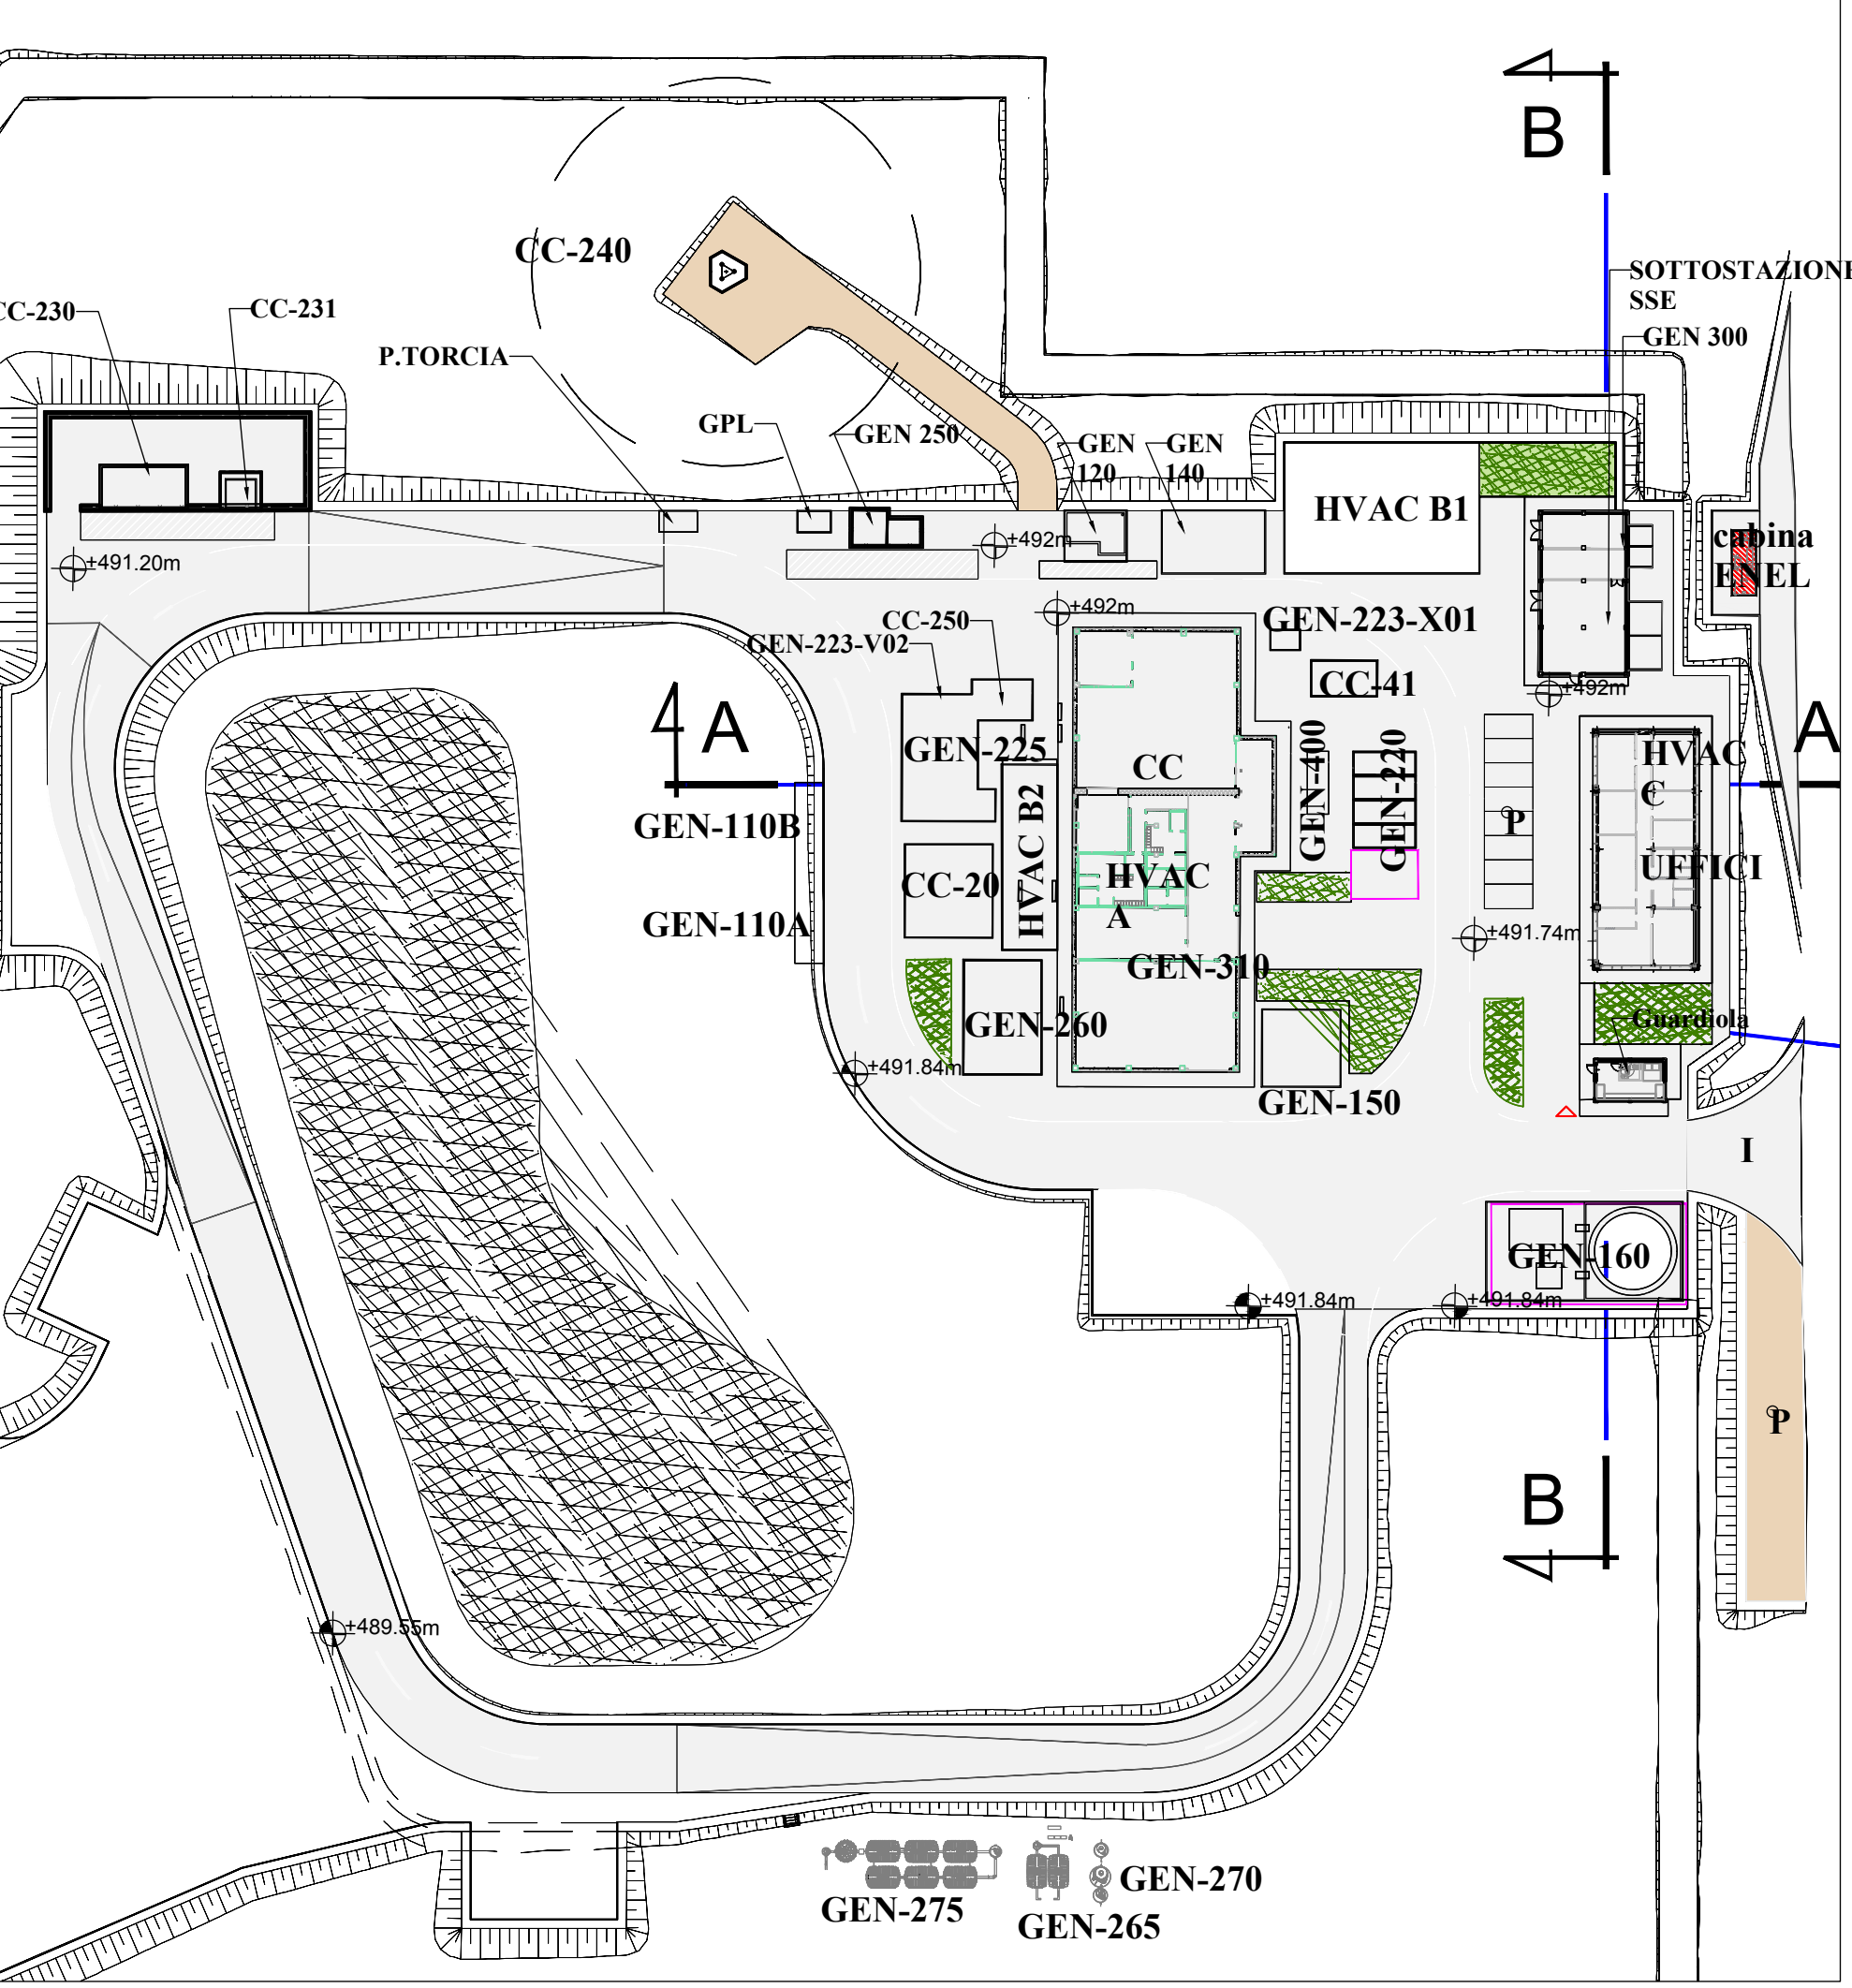 B
CC-240
SOTTOSTAZIONE
SSE
GEN 300
CC-230
CC-231
P.TORCIA
GPL
GEN 250
GEN
120
GEN
140
HVAC B1
cabina
ENEL
+491.20m
+492m
+492m
GEN-223-X01
CC-250
GEN-223-V02
CC-41
+492m
A
A
GEN-225
CC
GEN-400
GEN-220
HVAC
C
P
GEN-110B
HVAC B2
CC-20
HVAC
A
UFFICI
GEN-110A
+491.74m
GEN-310
GEN-260
Guardiola
+491.84m
GEN-150
I
GEN-160
+491.84m
+491.84m
P
B
+489.55m
GEN-275
GEN-270
GEN-265